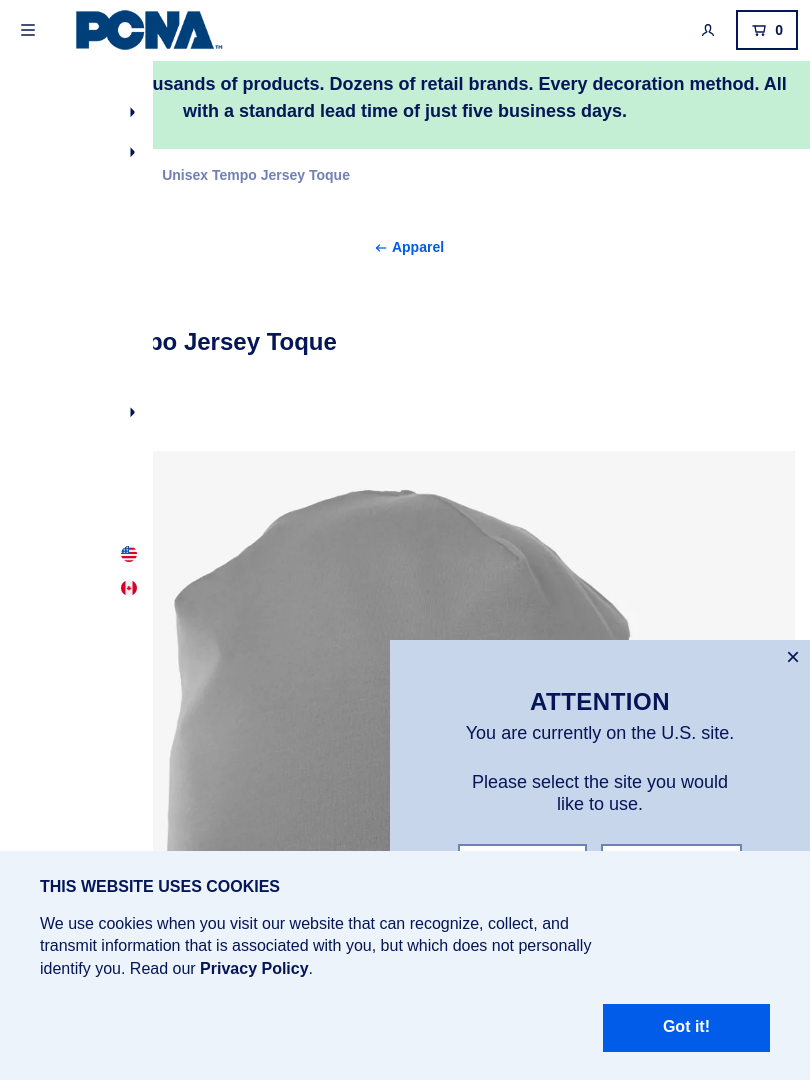 PCNA™
0
usands of products. Dozens of retail brands. Every decoration method. All
with a standard lead time of just five business days.
Unisex Tempo Jersey Toque
Apparel
po Jersey Toque
ATTENTION
You are currently on the U.S. site.
Please select the site you would
like to use.
THIS WEBSITE USES COOKIES
We use cookies when you visit our website that can recognize, collect, and
transmit information that is associated with you, but which does not personally
identify you. Read our Privacy Policy.
Got it!